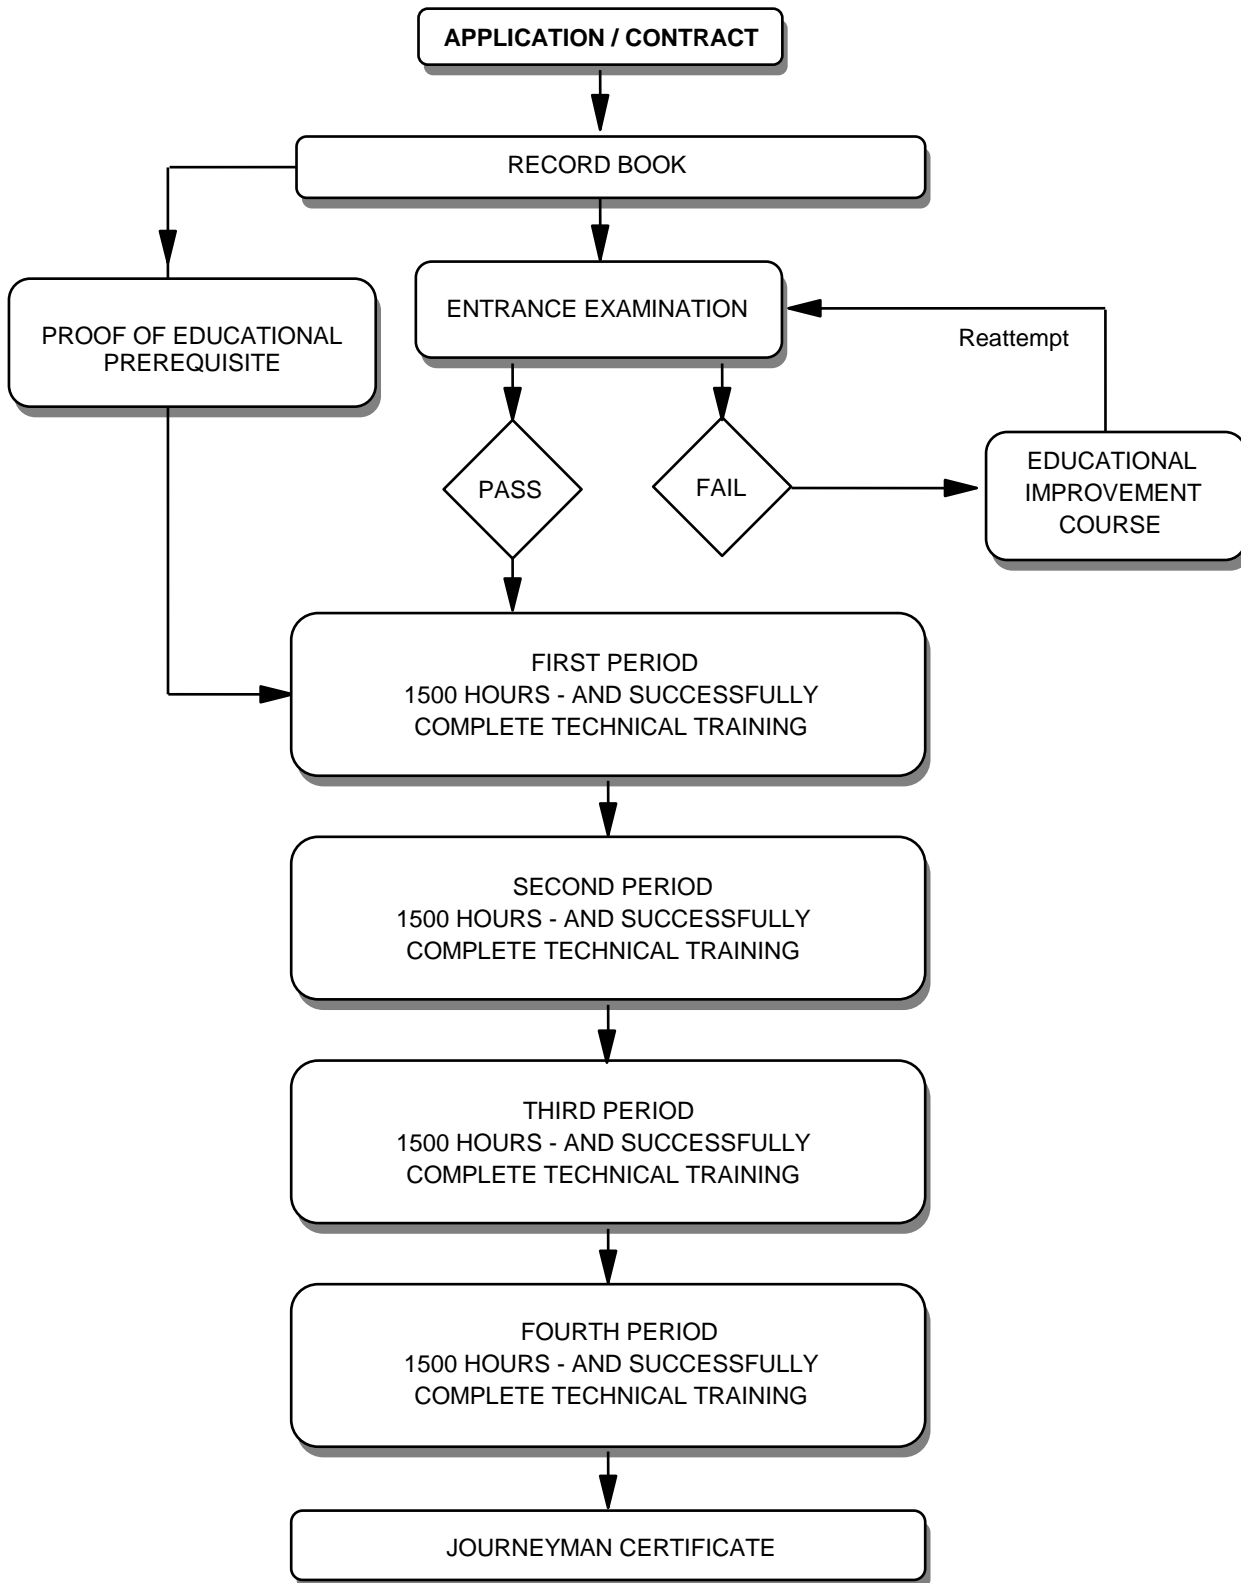 APPLICATION / CONTRACT
RECORD BOOK
PROOF OF EDUCATIONAL
PREREQUISITE
ENTRANCE EXAMINATION
Reattempt
PASS
FAIL
EDUCATIONAL
IMPROVEMENT
COURSE
FIRST PERIOD
1500 HOURS - AND SUCCESSFULLY
COMPLETE TECHNICAL TRAINING
SECOND PERIOD
1500 HOURS - AND SUCCESSFULLY
COMPLETE TECHNICAL TRAINING
THIRD PERIOD
1500 HOURS - AND SUCCESSFULLY
COMPLETE TECHNICAL TRAINING
FOURTH PERIOD
1500 HOURS - AND SUCCESSFULLY
COMPLETE TECHNICAL TRAINING
JOURNEYMAN CERTIFICATE